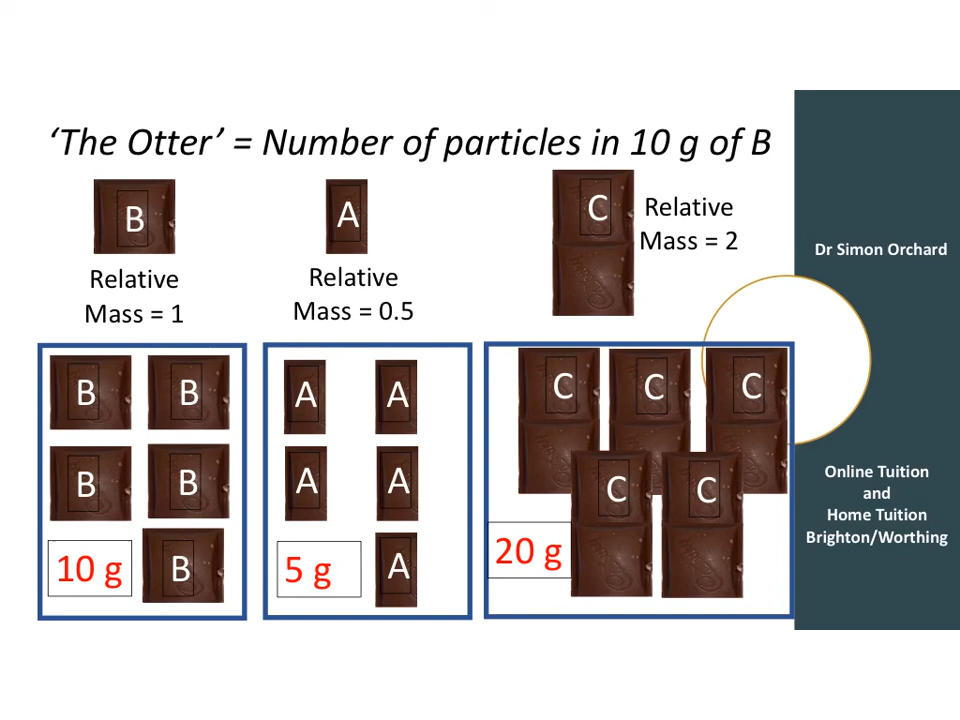 ‘The Otter’ = Number of particles in 10 g of B
B
Relative
Mass = 1
A
Relative
Mass = 0.5
C
Relative
Mass = 2
Dr Simon Orchard
B B
B B
10 g B
A A
A A
5 g A
C C C
C C
20 g
Online Tuition
and
Home Tuition
Brighton/Worthing